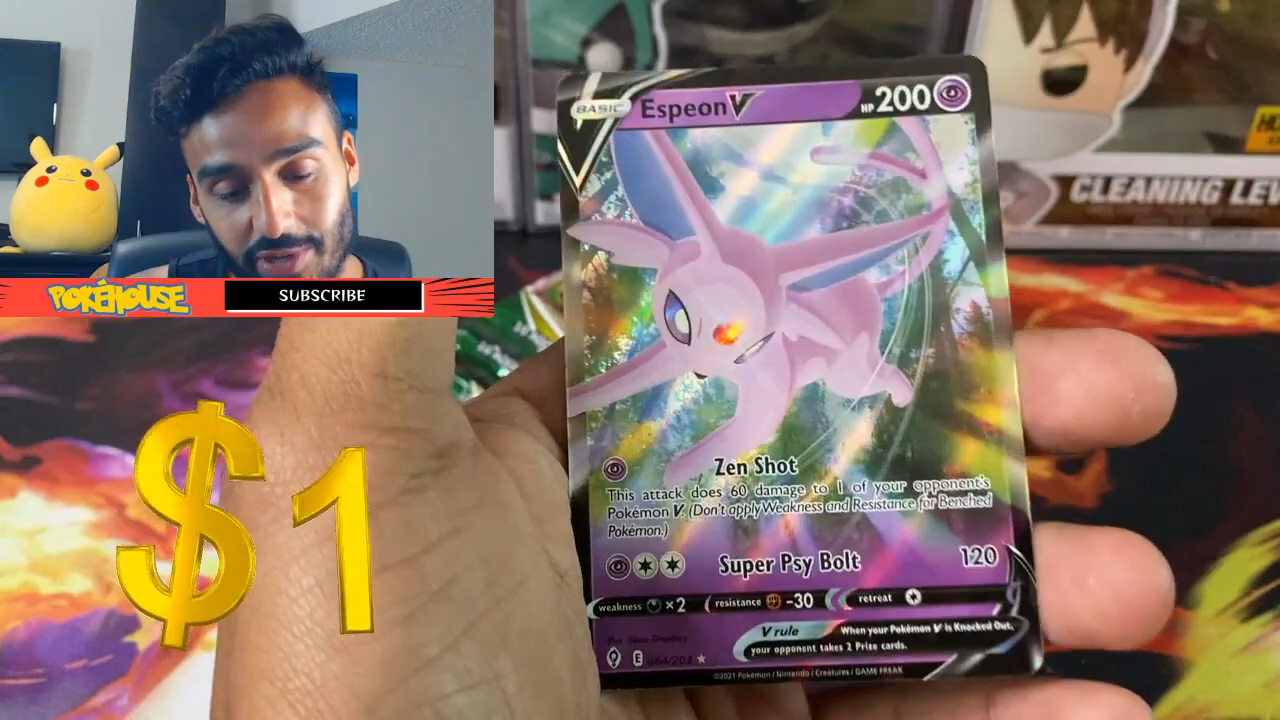 POKÉHOUSE
SUBSCRIBE
$1
BASIC
Espeon V
HP 200
CLEANING LEV
Zen Shot
This attack does 60 damage to 1 of your opponent's
Pokémon V. (Don't apply Weakness and Resistance for Benched
Pokémon.)
Super Psy Bolt 120
weakness ×2 resistance -30 retreat
V rule When your Pokémon V is Knocked Out,
your opponent takes 2 Prize cards.
E 064/203
©2021 Pokémon / Nintendo / Creatures / GAME FREAK